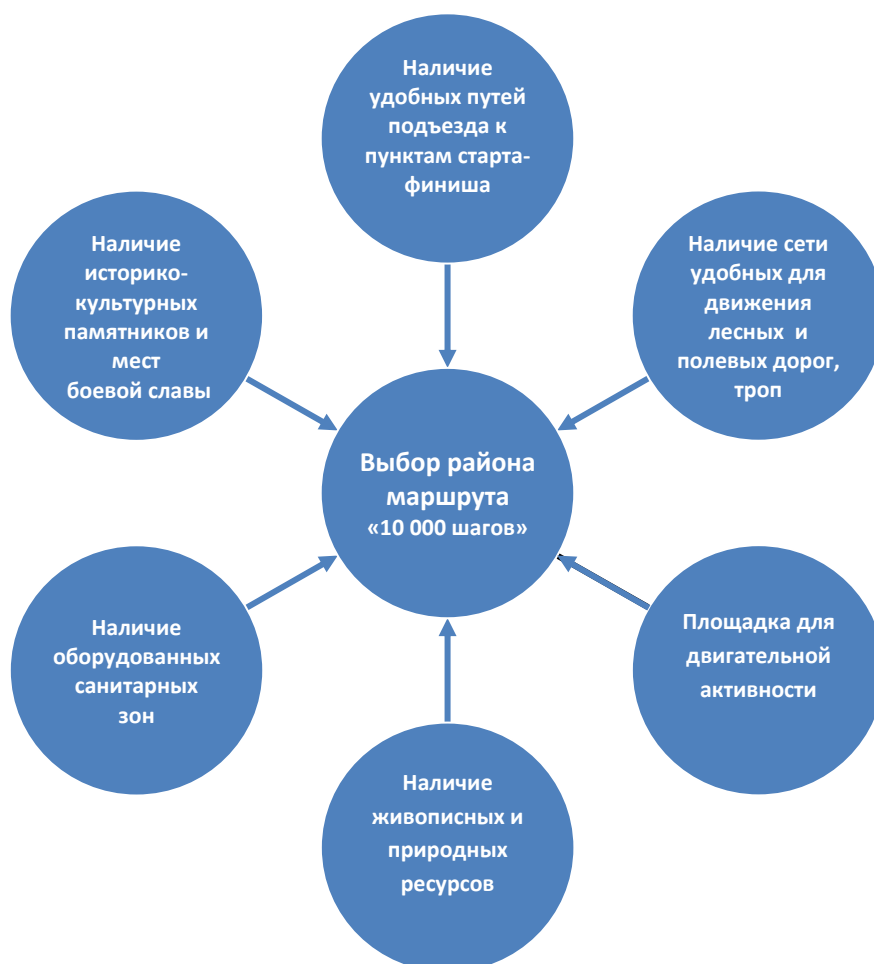 Наличие
удобных путей
подъезда к
пунктам старта-
финиша
Наличие
историко-
культурных
памятников и
мест
боевой славы
Наличие сети
удобных для
движения
лесных и
полевых дорог,
троп
Выбор района
маршрута
«10 000 шагов»
Наличие
оборудованных
санитарных
зон
Площадка для
двигательной
активности
Наличие
живописных и
природных
ресурсов